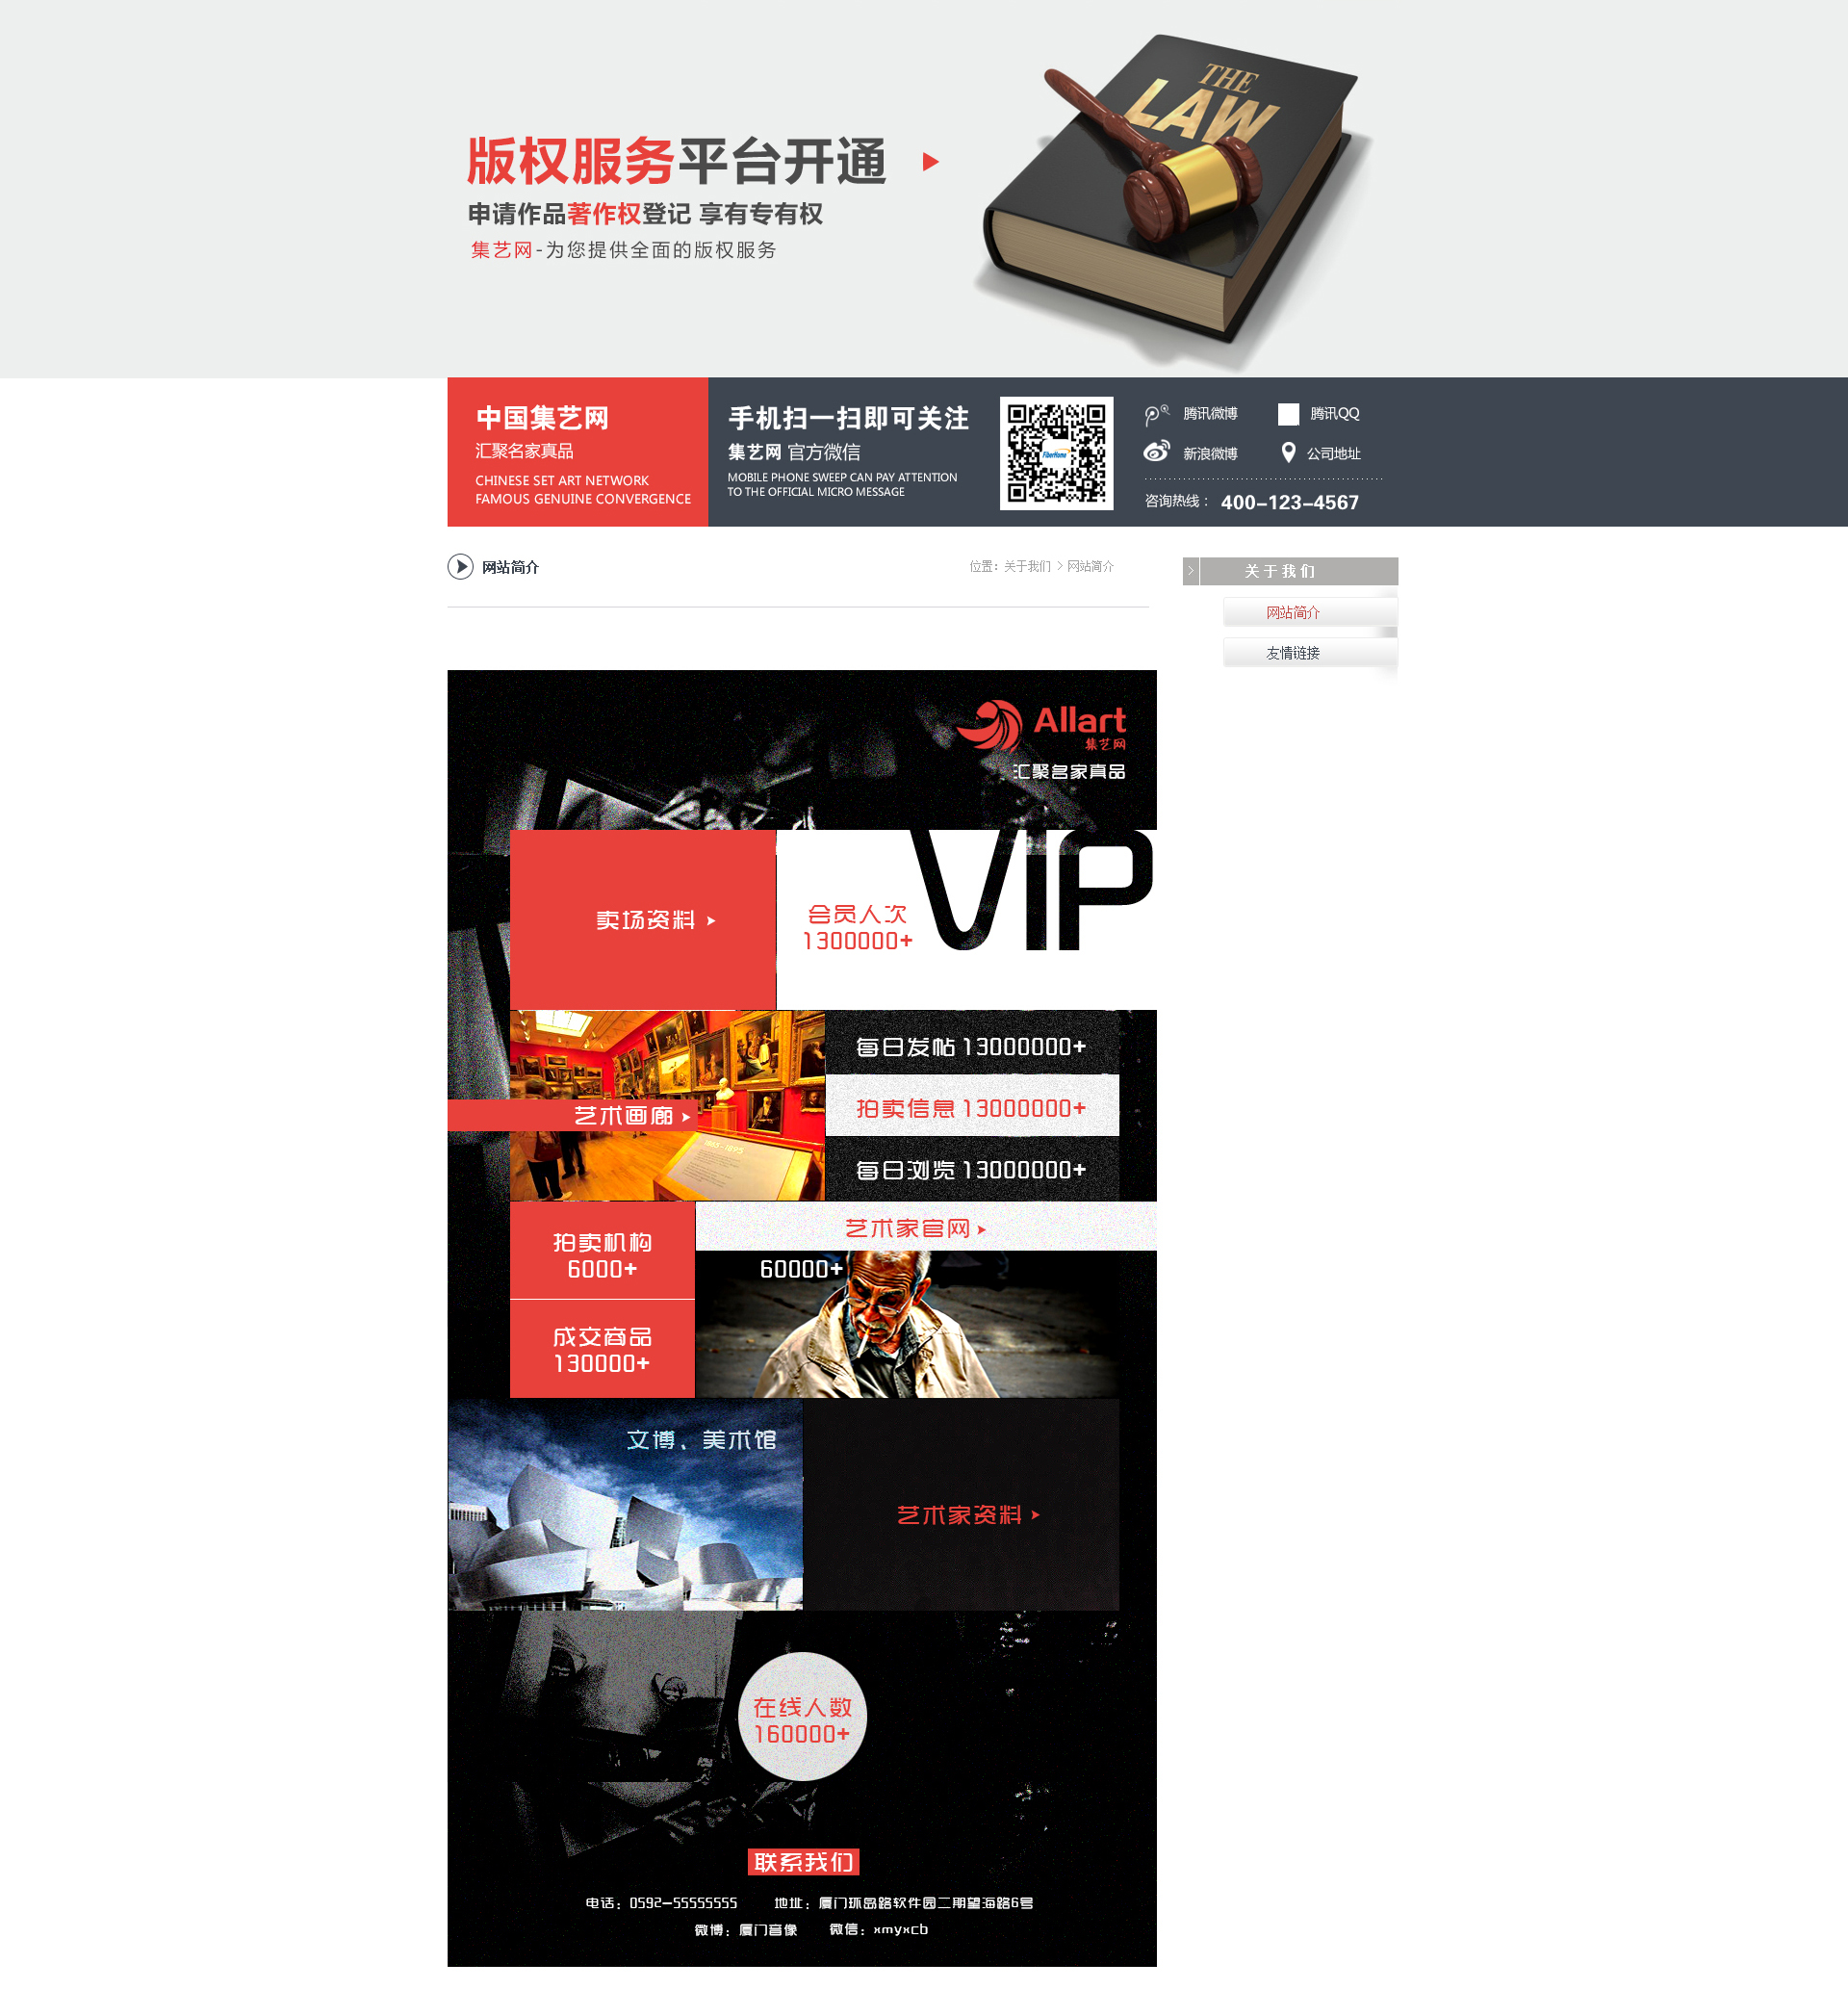 THE
LAW
版权服务平台开通
申请作品著作权登记 享有专有权
集艺网-为您提供全面的版权服务
中国集艺网
汇聚名家真品
CHINESE SET ART NETWORK
FAMOUS GENUINE CONVERGENCE
手机扫一扫即可关注
集艺网 官方微信
MOBILE PHONE SWEEP CAN PAY ATTENTION
TO THE OFFICIAL MICRO MESSAGE
FiberHome
腾讯微博
腾讯QQ
新浪微博
公司地址
咨询热线： 400-123-4567
网站简介
位置：关于我们 > 网站简介
关于我们
网站简介
友情链接
Allart
集艺网
汇聚名家真品
VIP
卖场资料
会员人次
1300000+
每日发帖 13000000+
拍卖信息 13000000+
艺术画廊
1865 - 1895
每日浏览 13000000+
拍卖机构
6000+
艺术家官网
60000+
成交商品
130000+
文博、美术馆
艺术家资料
在线人数
160000+
联系我们
电话：0592-55555555 地址：厦门环岛路软件园二期望海路6号
微博：厦门音像 微信：xmyxcb